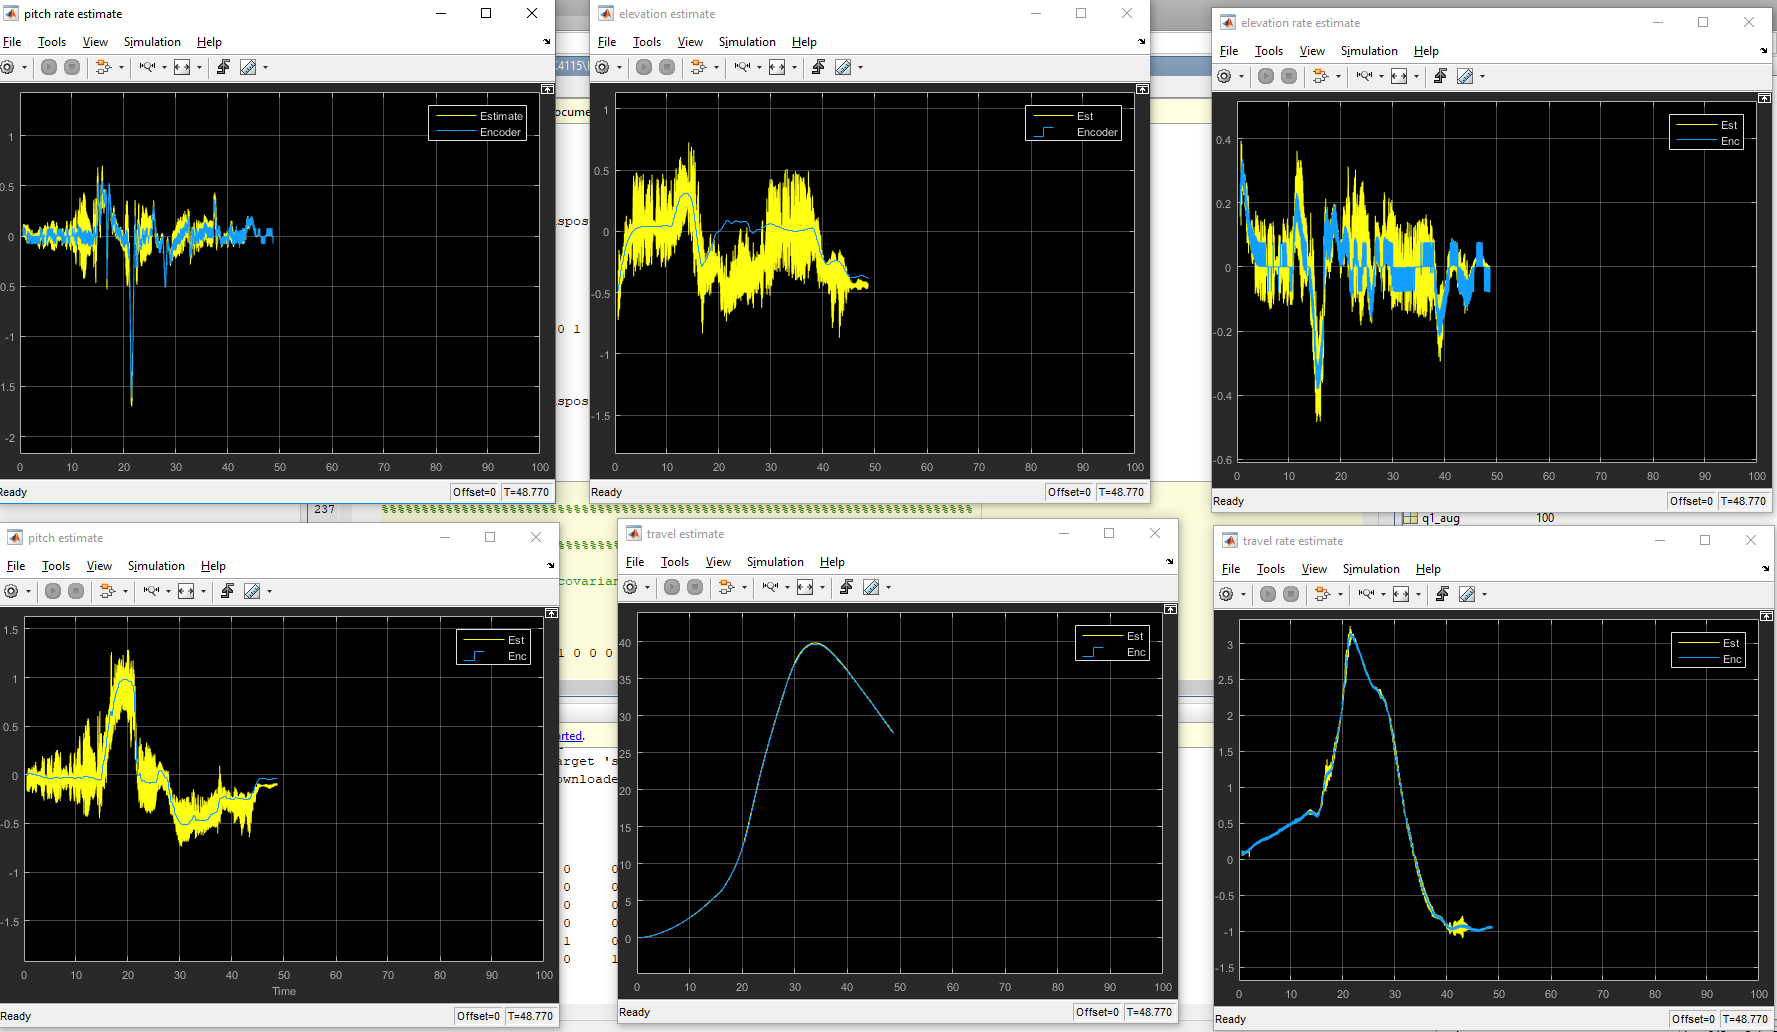 pitch rate estimate
File Tools View Simulation Help
Estimate
Encoder
1
0.5
0
0.5
-1
1.5
-2
0 10 20 30 40 50 60 70 80 90 100
Ready Offset=0 T=48.770
elevation estimate
File Tools View Simulation Help
Est
Encoder
1
0.5
0
-0.5
-1
-1.5
0 10 20 30 40 50 60 70 80 90 100
Ready Offset=0 T=48.770
elevation rate estimate
File Tools View Simulation Help
Est
Enc
0.4
0.2
0
-0.2
-0.4
-0.6
0 10 20 30 40 50 60 70 80 90 100
Ready Offset=0 T=48.770
4115\
ocume
spos
0 1
spos
237 %%%%%%%%%%%%%%%%%%%%%%%%%%%%%%%%%%%%%%%%%%%%%%%%%%%%%%%%%%%%%%%%%%%%%%%%
q1_aug 100
%%%%%%%%
covarian
1 0 0 0
rted.
arget 's
ownloade
0 0
0 0
0 0
0 0
1 0
0 1
pitch estimate
File Tools View Simulation Help
Est
Enc
1.5
1
0.5
0
-0.5
-1
-1.5
0 10 20 30 40 50 60 70 80 90 100
Time
Ready Offset=0 T=48.770
travel estimate
File Tools View Simulation Help
Est
Enc
40
35
30
25
20
15
10
5
0
0 10 20 30 40 50 60 70 80 90 100
Ready Offset=0 T=48.770
travel rate estimate
File Tools View Simulation Help
Est
Enc
3
2.5
2
1.5
1
0.5
0
-0.5
-1
-1.5
0 10 20 30 40 50 60 70 80 90 100
Ready Offset=0 T=48.770